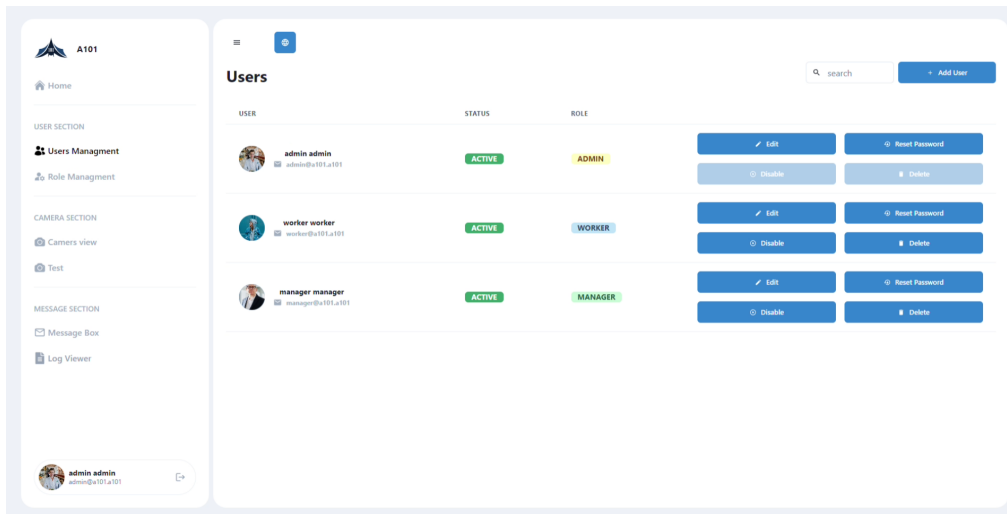 A101
Home
USER SECTION
Users Managment
Role Managment
CAMERA SECTION
Camers view
Test
MESSAGE SECTION
Message Box
Log Viewer
admin admin
admin@a101.a101
Users
search
+ Add User
USER STATUS ROLE
admin admin
admin@a101.a101
ACTIVE
ADMIN
Edit
Reset Password
Disable
Delete
worker worker
worker@a101.a101
ACTIVE
WORKER
Edit
Reset Password
Disable
Delete
manager manager
manager@a101.a101
ACTIVE
MANAGER
Edit
Reset Password
Disable
Delete